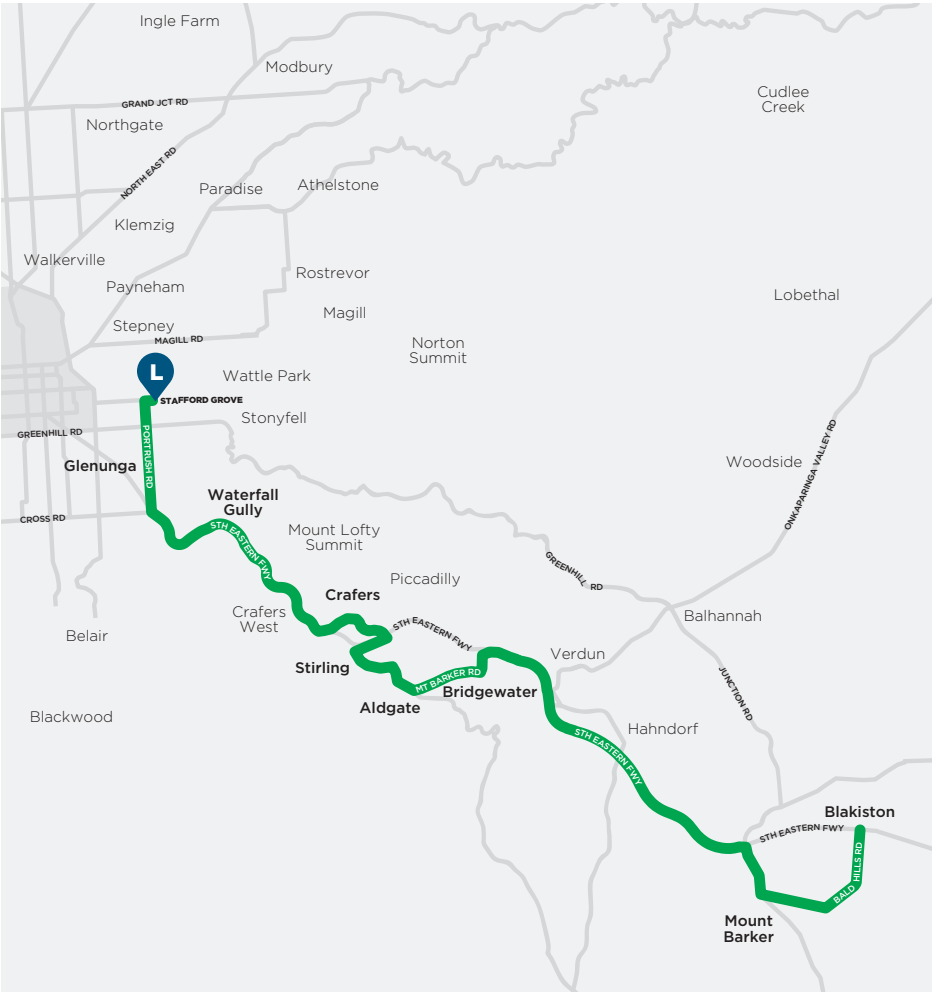 Ingle Farm
Modbury
Cudlee
Creek
GRAND JCT RD
Northgate
NORTH EAST RD
Paradise
Athelstone
Klemzig
Walkerville
Rostrevor
Payneham
Lobethal
Magill
Stepney
MAGILL RD
Norton
Summit
L
Wattle Park
STAFFORD GROVE
Stonyfell
GREENHILL RD
PORTRUSH RD
Glenunga
Woodside
ONKAPARINGA VALLEY RD
Waterfall
Gully
CROSS RD
STH EASTERN FWY
Mount Lofty
Summit
GREENHILL RD
Piccadilly
Crafers
Crafers
West
STH EASTERN FWY
Balhannah
Belair
Verdun
Stirling
MT BARKER RD
Bridgewater
JUNCTION RD
Aldgate
Blackwood
Hahndorf
STH EASTERN FWY
Blakiston
STH EASTERN FWY
BALD HILLS RD
Mount
Barker